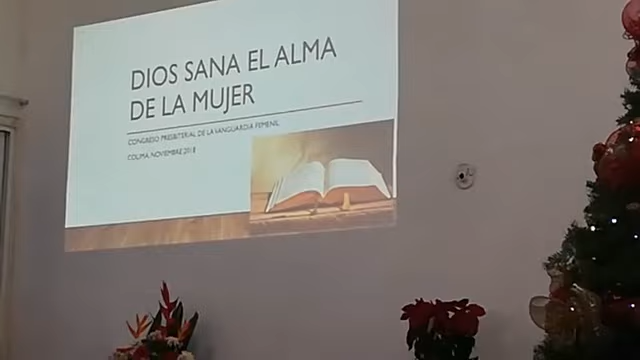 DIOS SANA EL ALMA
DE LA MUJER
CONGRESO PRESBITERIAL DE LA VANGUARDIA FEMENIL
COLIMA, NOVIEMBRE 2018